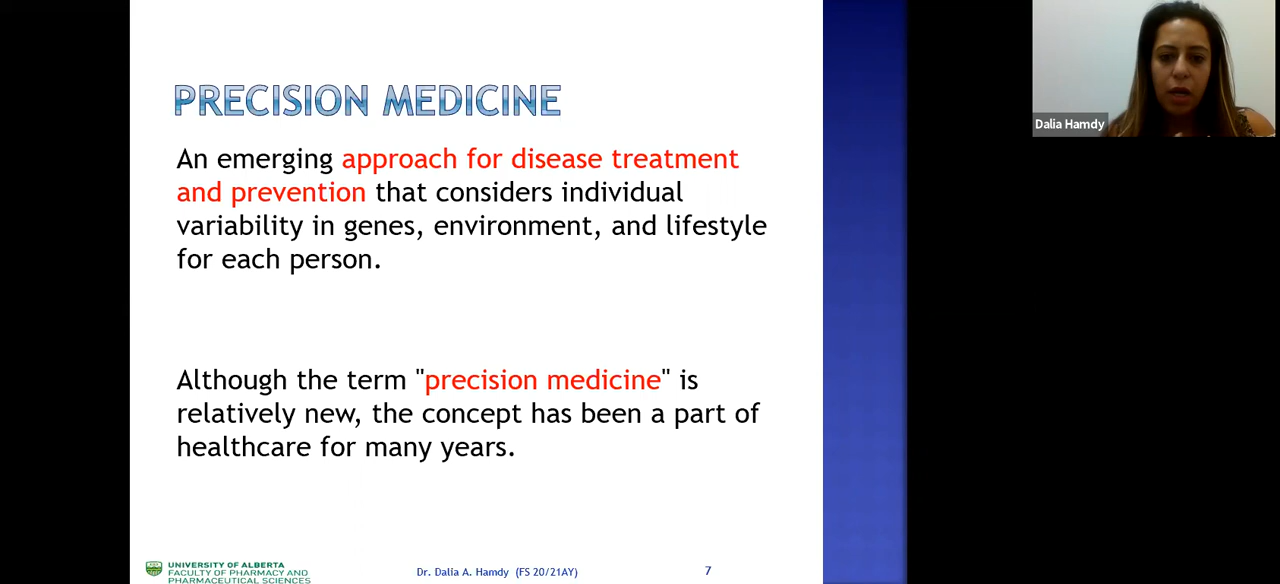 PRECISION MEDICINE
An emerging approach for disease treatment
and prevention that considers individual
variability in genes, environment, and lifestyle
for each person.
Although the term "precision medicine" is
relatively new, the concept has been a part of
healthcare for many years.
UNIVERSITY OF ALBERTA
FACULTY OF PHARMACY AND
PHARMACEUTICAL SCIENCES
Dr. Dalia A. Hamdy (FS 20/21AY)
7
Dalia Hamdy